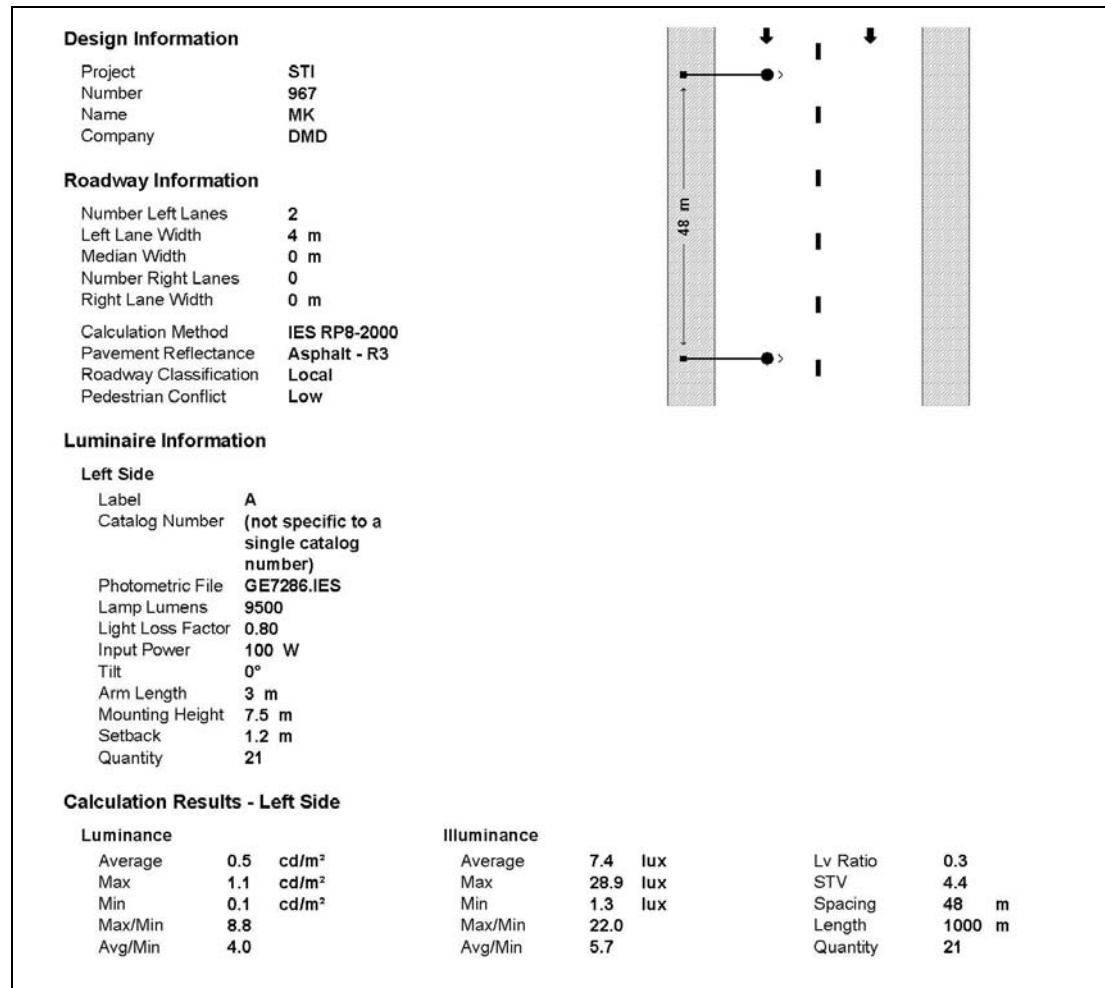 Design Information
Project STI
Number 967
Name MK
Company DMD
Roadway Information
Number Left Lanes 2
Left Lane Width 4 m
Median Width 0 m
Number Right Lanes 0
Right Lane Width 0 m
Calculation Method IES RP8-2000
Pavement Reflectance Asphalt - R3
Roadway Classification Local
Pedestrian Conflict Low
48 m
Luminaire Information
Left Side
Label A
Catalog Number (not specific to a
single catalog
number)
Photometric File GE7286.IES
Lamp Lumens 9500
Light Loss Factor 0.80
Input Power 100 W
Tilt 0°
Arm Length 3 m
Mounting Height 7.5 m
Setback 1.2 m
Quantity 21
Calculation Results - Left Side
Luminance Illuminance
Average 0.5 cd/m² Average 7.4 lux Lv Ratio 0.3
Max 1.1 cd/m² Max 28.9 lux STV 4.4
Min 0.1 cd/m² Min 1.3 lux Spacing 48 m
Max/Min 8.8 Max/Min 22.0 Length 1000 m
Avg/Min 4.0 Avg/Min 5.7 Quantity 21